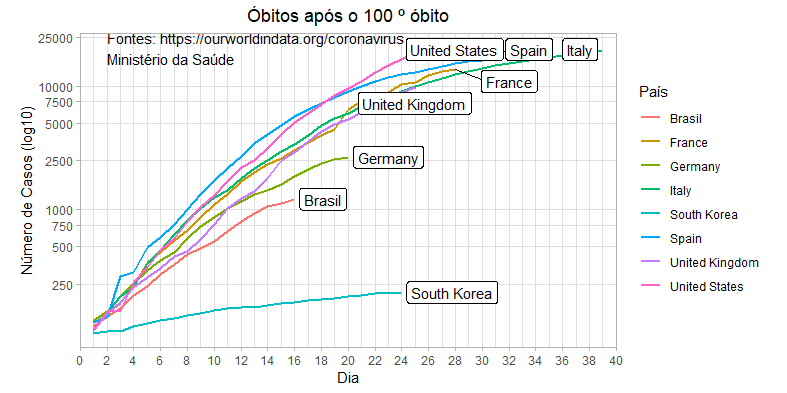 Óbitos após o 100 º óbito
Fontes: https://ourworldindata.org/coronavirus
Ministério da Saúde
Número de Casos (log10)
25000
10000
7500
5000
2500
1000
750
500
250
United States
Spain
Italy
France
United Kingdom
Germany
Brasil
South Korea
0 2 4 6 8 10 12 14 16 18 20 22 24 26 28 30 32 34 36 38 40
Dia
País
Brasil
France
Germany
Italy
South Korea
Spain
United Kingdom
United States